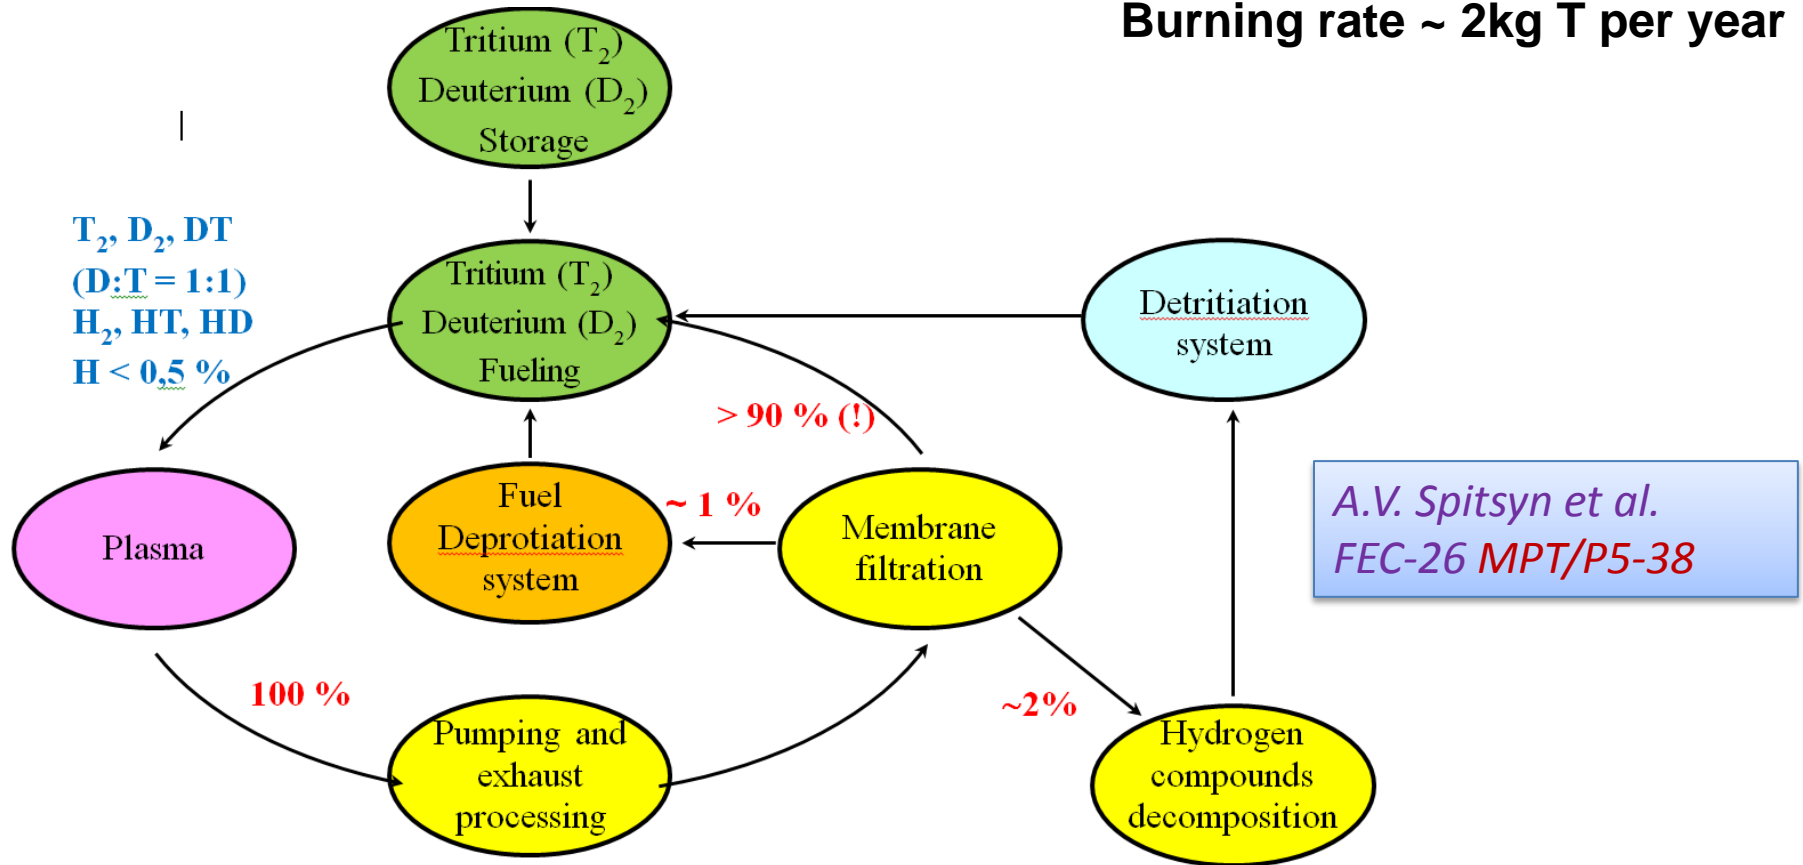 Burning rate ~ 2kg T per year
Tritium (T₂)
Deuterium (D₂)
Storage
T₂, D₂, DT
(D:T = 1:1)
H₂, HT, HD
H < 0,5 %
Tritium (T₂)
Deuterium (D₂)
Fueling
Detritiation
system
> 90 % (!)
Plasma
Fuel
Deprotiation
system
~ 1 %
Membrane
filtration
A.V. Spitsyn et al.
FEC-26 MPT/P5-38
100 %
~2%
Pumping and
exhaust
processing
Hydrogen
compounds
decomposition